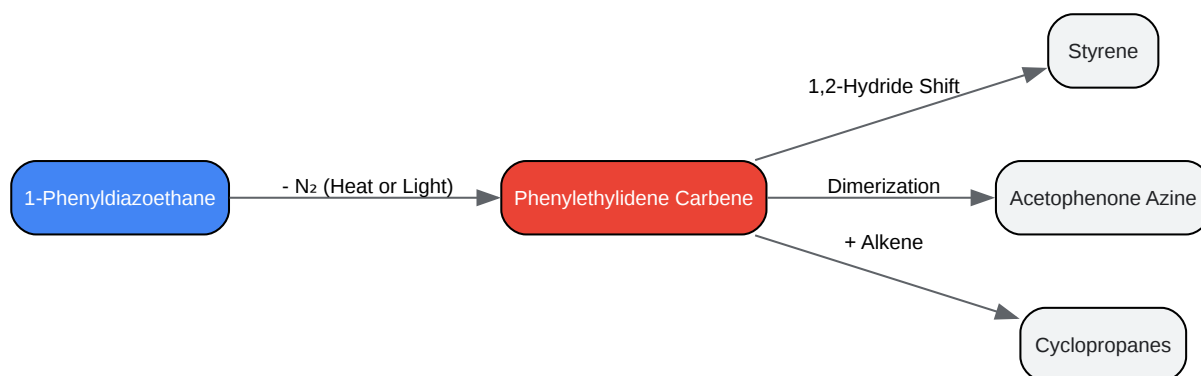 Styrene
1,2-Hydride Shift
1-Phenyldiazoethane
- N₂ (Heat or Light)
Phenylethylidene Carbene
Dimerization
Acetophenone Azine
+ Alkene
Cyclopropanes